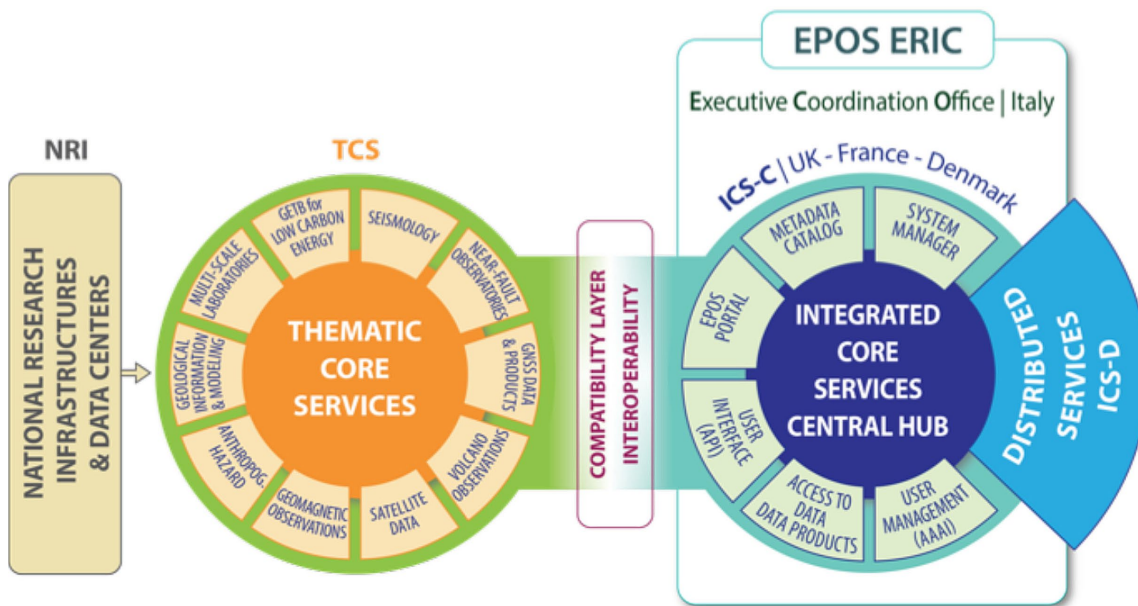 EPOS ERIC
Executive Coordination Office | Italy
NRI
NATIONAL RESEARCH
INFRASTRUCTURES
& DATA CENTERS
TCS
THEMATIC
CORE
SERVICES
GETB for
LOW CARBON
ENERGY
SEISMOLOGY
NEAR-FAULT
OBSERVATORIES
GNSS DATA
& PRODUCTS
VOLCANO
OBSERVATIONS
SATELLITE
DATA
GEOMAGNETIC
OBSERVATIONS
ANTHROPOG.
HAZARD
GEOLOGICAL
INFORMATION
& MODELING
MULTI-SCALE
LABORATORIES
COMPATIBILITY LAYER
INTEROPERABILITY
ICS-C | UK - France - Denmark
INTEGRATED
CORE
SERVICES
CENTRAL HUB
METADATA
CATALOG
SYSTEM
MANAGER
EPOS
PORTAL
USER
INTERFACE
(API)
ACCESS TO
DATA
DATA PRODUCTS
USER
MANAGEMENT
(AAAI)
DISTRIBUTED
SERVICES
ICS-D